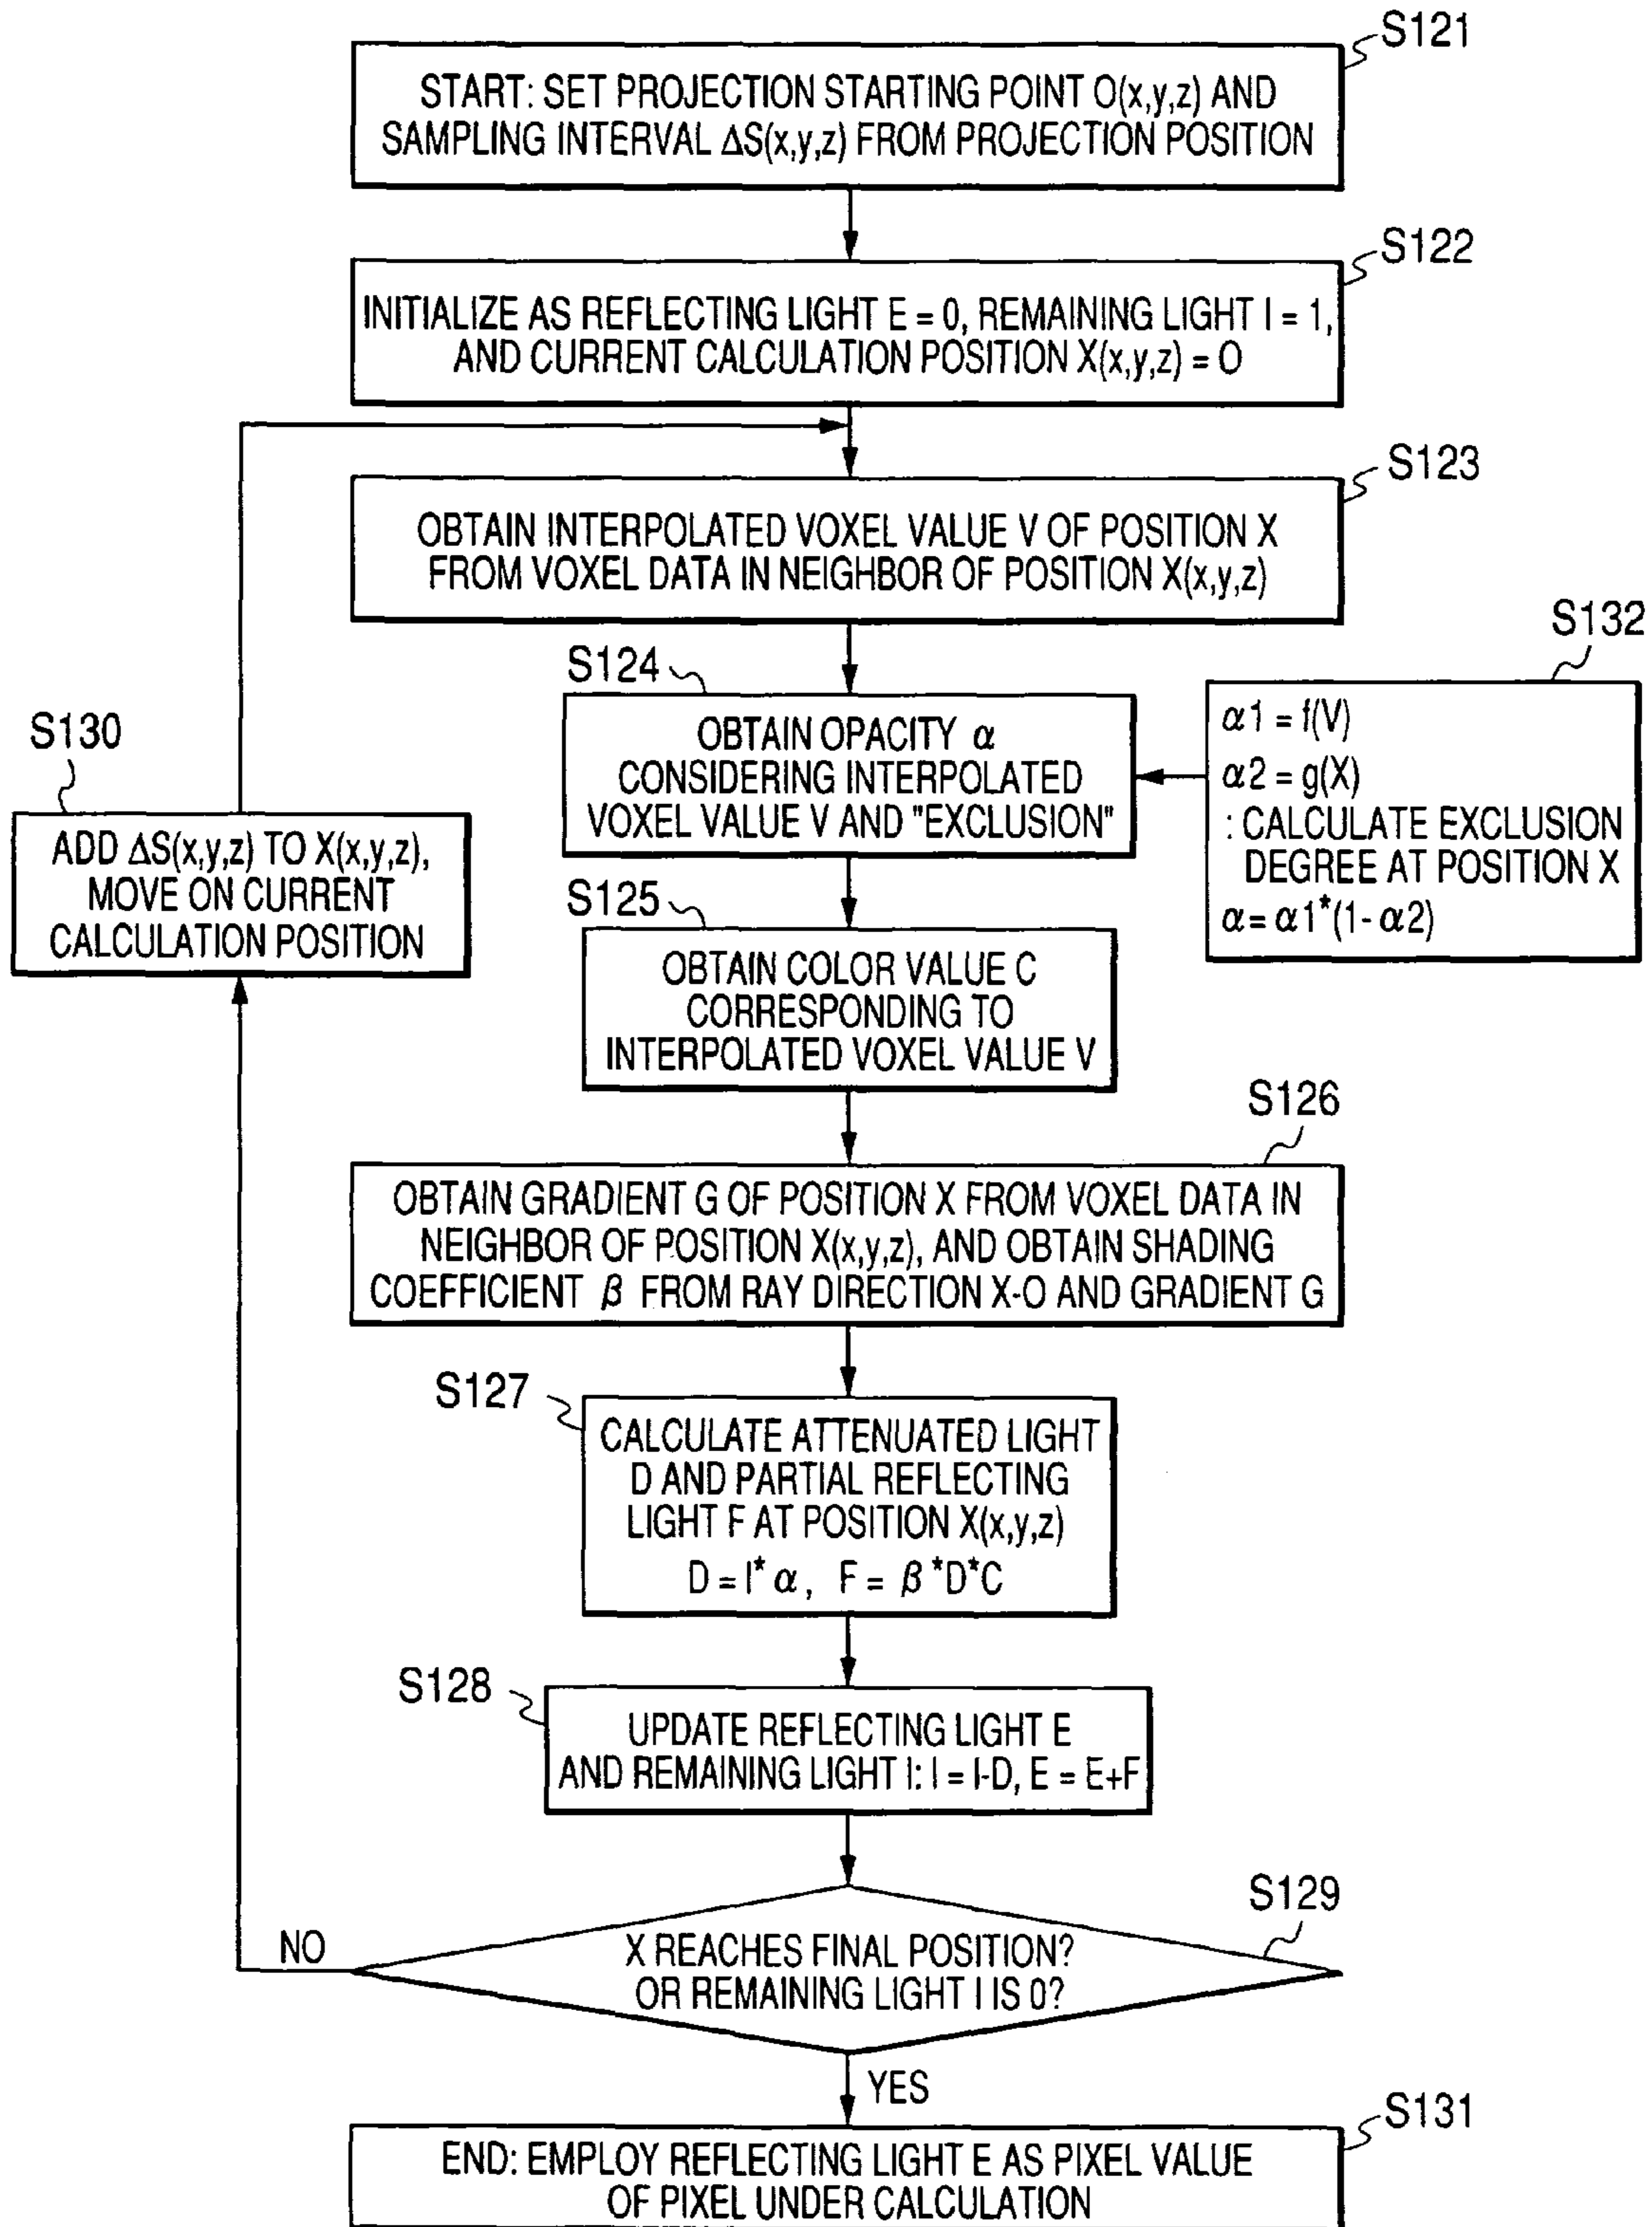 S121
START: SET PROJECTION STARTING POINT O(x,y,z) AND
SAMPLING INTERVAL ΔS(x,y,z) FROM PROJECTION POSITION
S122
INITIALIZE AS REFLECTING LIGHT E = 0, REMAINING LIGHT I = 1,
AND CURRENT CALCULATION POSITION X(x,y,z) = O
S123
OBTAIN INTERPOLATED VOXEL VALUE V OF POSITION X
FROM VOXEL DATA IN NEIGHBOR OF POSITION X(x,y,z)
S124
OBTAIN OPACITY α
CONSIDERING INTERPOLATED
VOXEL VALUE V AND "EXCLUSION"
S132
α1 = f(V)
α2 = g(X)
: CALCULATE EXCLUSION
DEGREE AT POSITION X
α= α1*(1- α2)
S130
ADD ΔS(x,y,z) TO X(x,y,z),
MOVE ON CURRENT
CALCULATION POSITION
S125
OBTAIN COLOR VALUE C
CORRESPONDING TO
INTERPOLATED VOXEL VALUE V
S126
OBTAIN GRADIENT G OF POSITION X FROM VOXEL DATA IN
NEIGHBOR OF POSITION X(x,y,z), AND OBTAIN SHADING
COEFFICIENT β FROM RAY DIRECTION X-O AND GRADIENT G
S127
CALCULATE ATTENUATED LIGHT
D AND PARTIAL REFLECTING
LIGHT F AT POSITION X(x,y,z)
D = I* α, F = β*D*C
S128
UPDATE REFLECTING LIGHT E
AND REMAINING LIGHT I: I = I-D, E = E+F
S129
X REACHES FINAL POSITION?
OR REMAINING LIGHT I IS 0?
NO
YES
S131
END: EMPLOY REFLECTING LIGHT E AS PIXEL VALUE
OF PIXEL UNDER CALCULATION